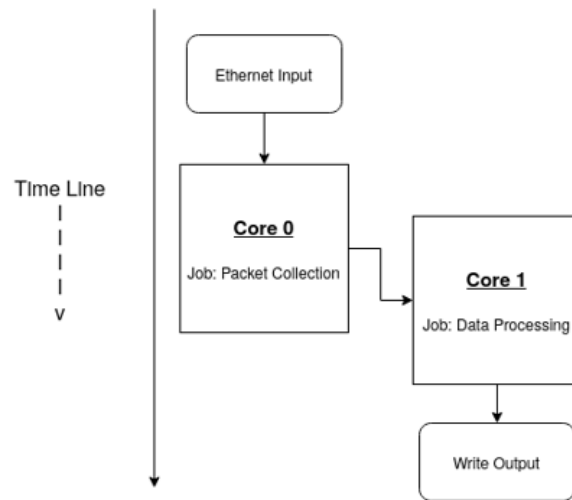 Ethernet Input
Time Line
|
|
|
|
v
Core 0
Job: Packet Collection
Core 1
Job: Data Processing
Write Output